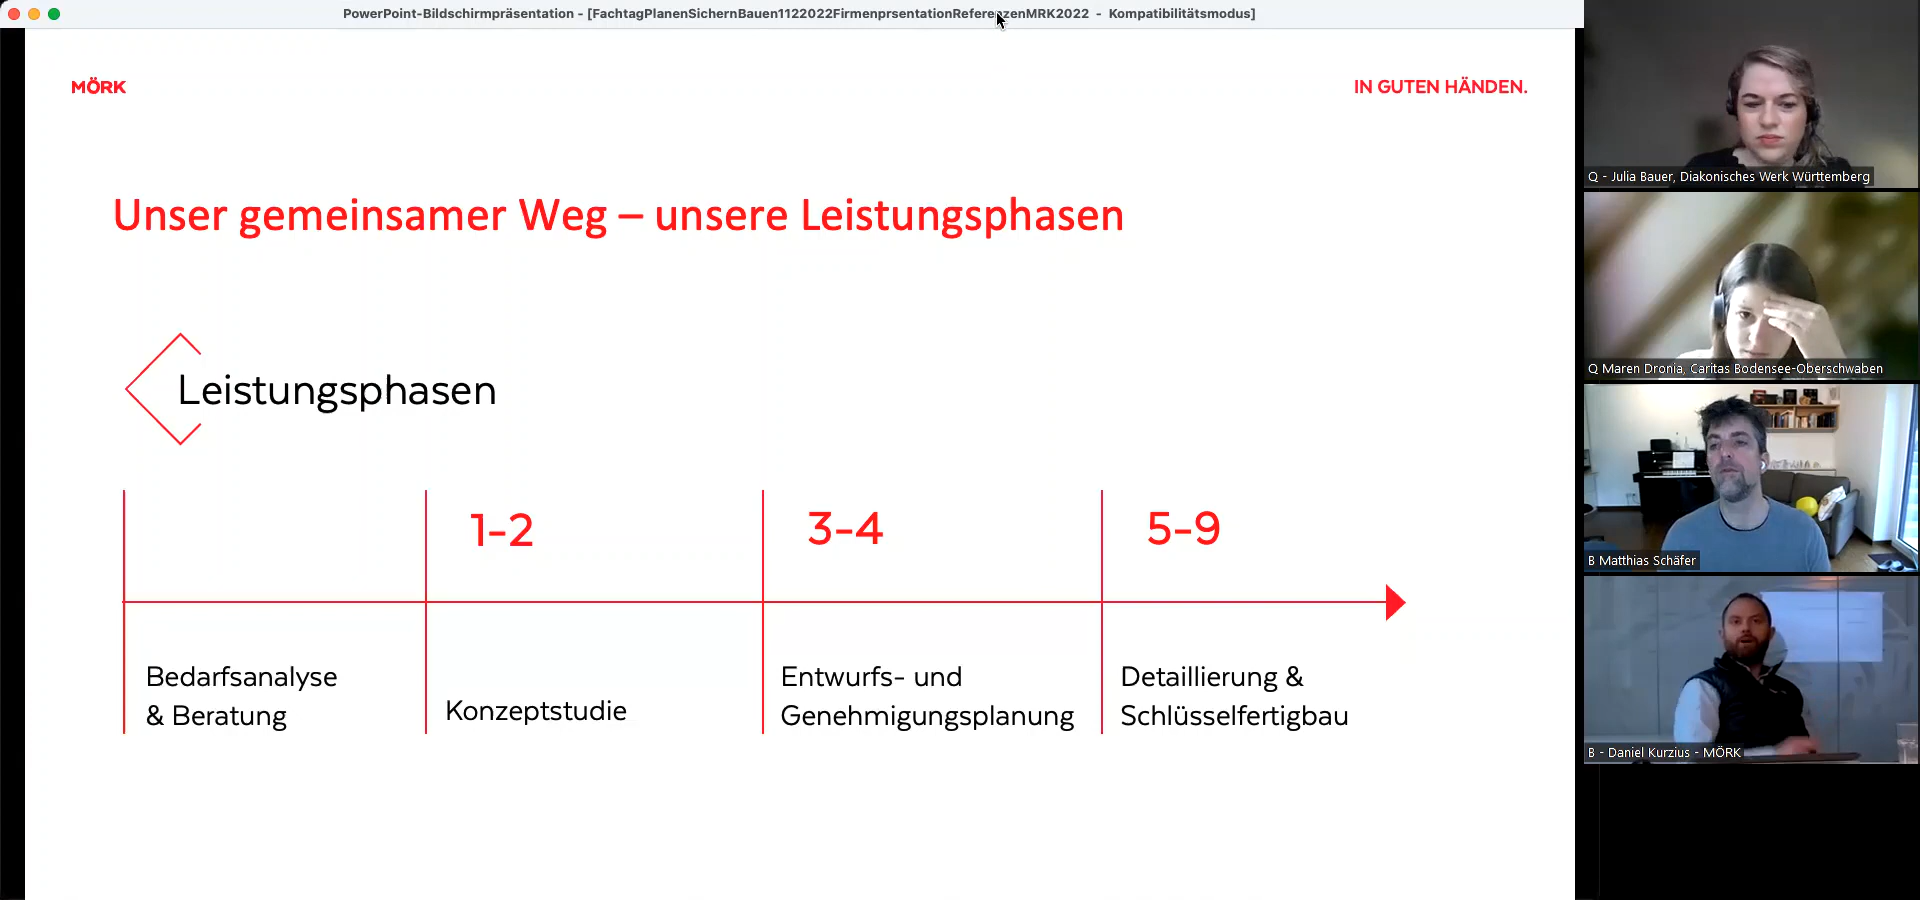 PowerPoint-Bildschirmpräsentation - [FachtagPlanenSichernBauen1122022FirmenprsentationReferenzenMRK2022 - Kompatibilitätsmodus]
MÖRK
IN GUTEN HÄNDEN.
Unser gemeinsamer Weg – unsere Leistungsphasen
Leistungsphasen
1-2
3-4
5-9
Bedarfsanalyse
& Beratung
Konzeptstudie
Entwurfs- und
Genehmigungsplanung
Detaillierung &
Schlüsselfertigbau
Q - Julia Bauer, Diakonisches Werk Württemberg
Q Maren Dronia, Caritas Bodensee-Oberschwaben
B Matthias Schäfer
B - Daniel Kurzius - MÖRK